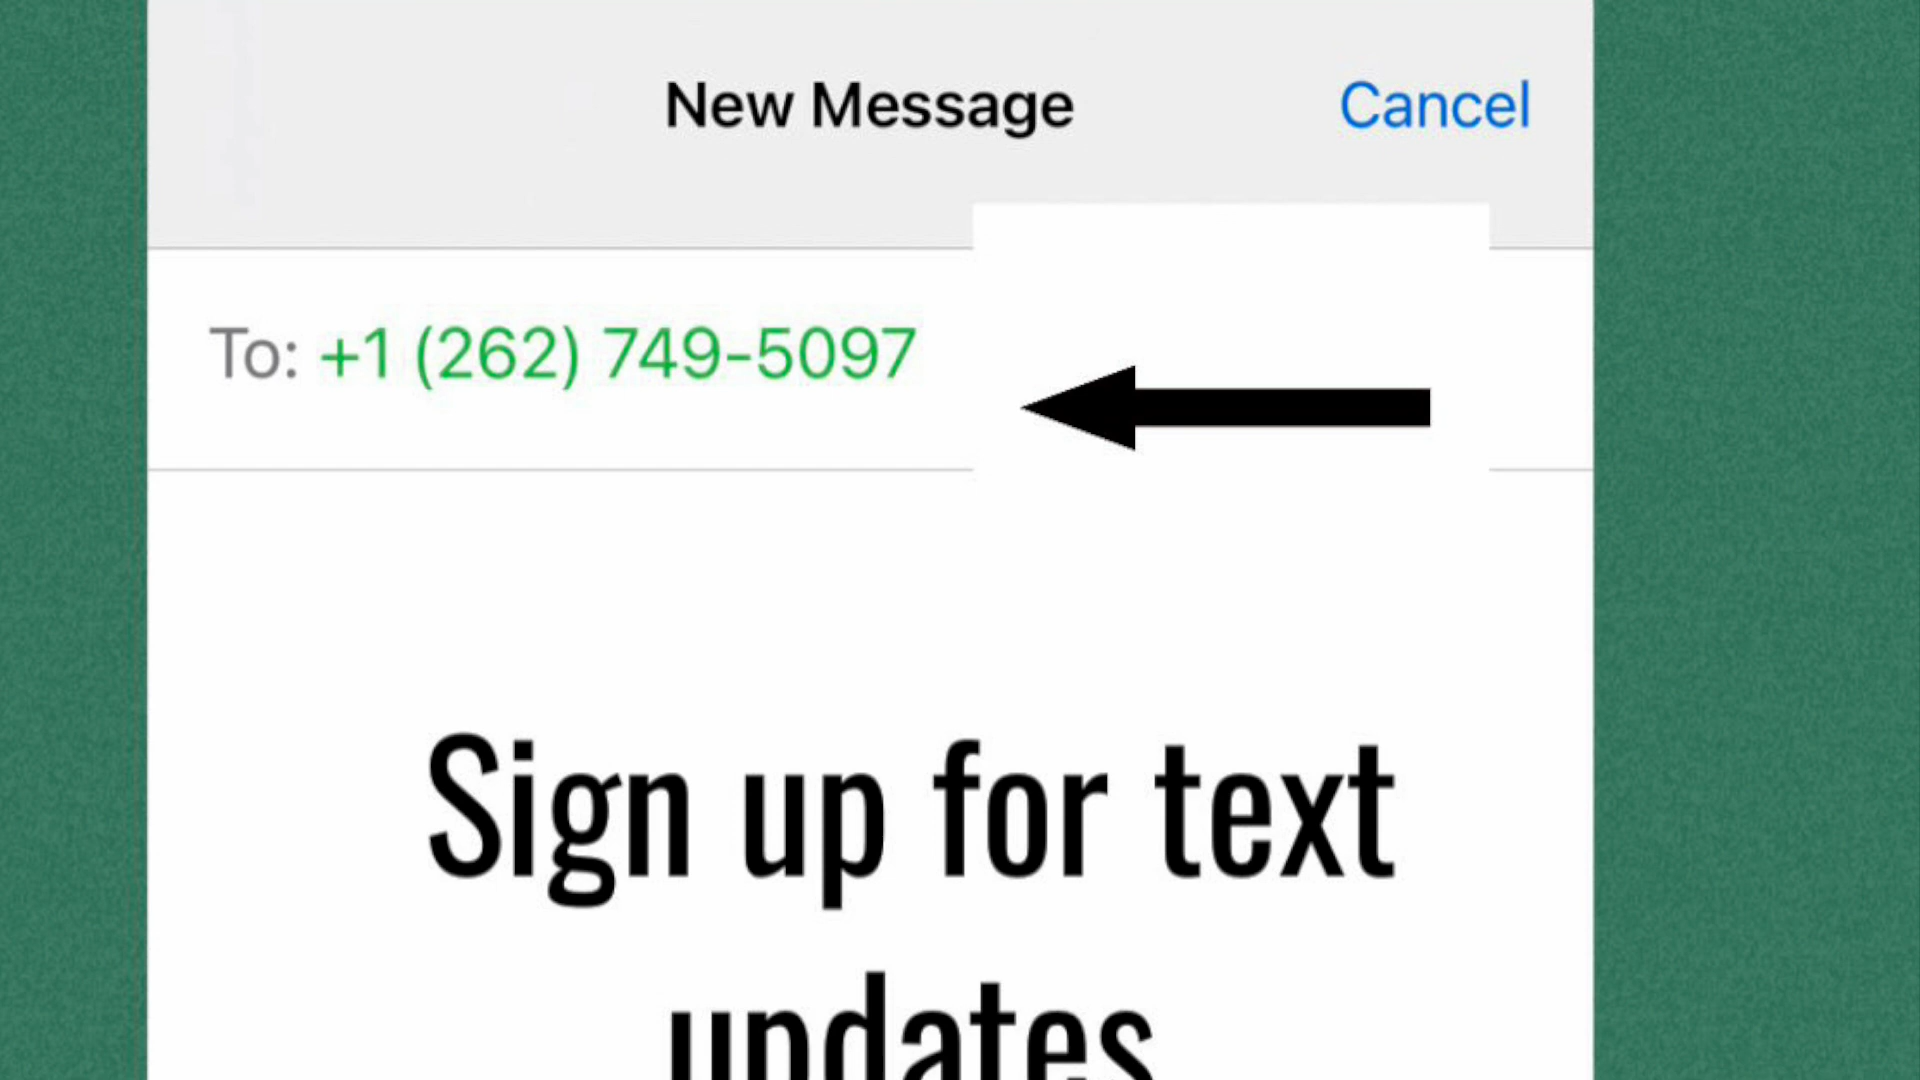 New Message
Cancel
To: +1 (262) 749-5097
Sign up for text
updates